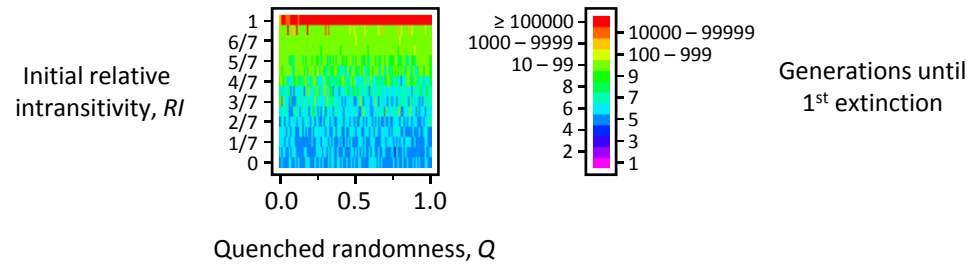 1
6/7
5/7
4/7
3/7
2/7
1/7
0
Initial relative
intransitivity, RI
0.0 0.5 1.0
Quenched randomness, Q
≥ 100000
1000 – 9999
10 – 99
8
6
4
2
10000 – 99999
100 - 999
9
7
5
3
1
Generations until
1st extinction